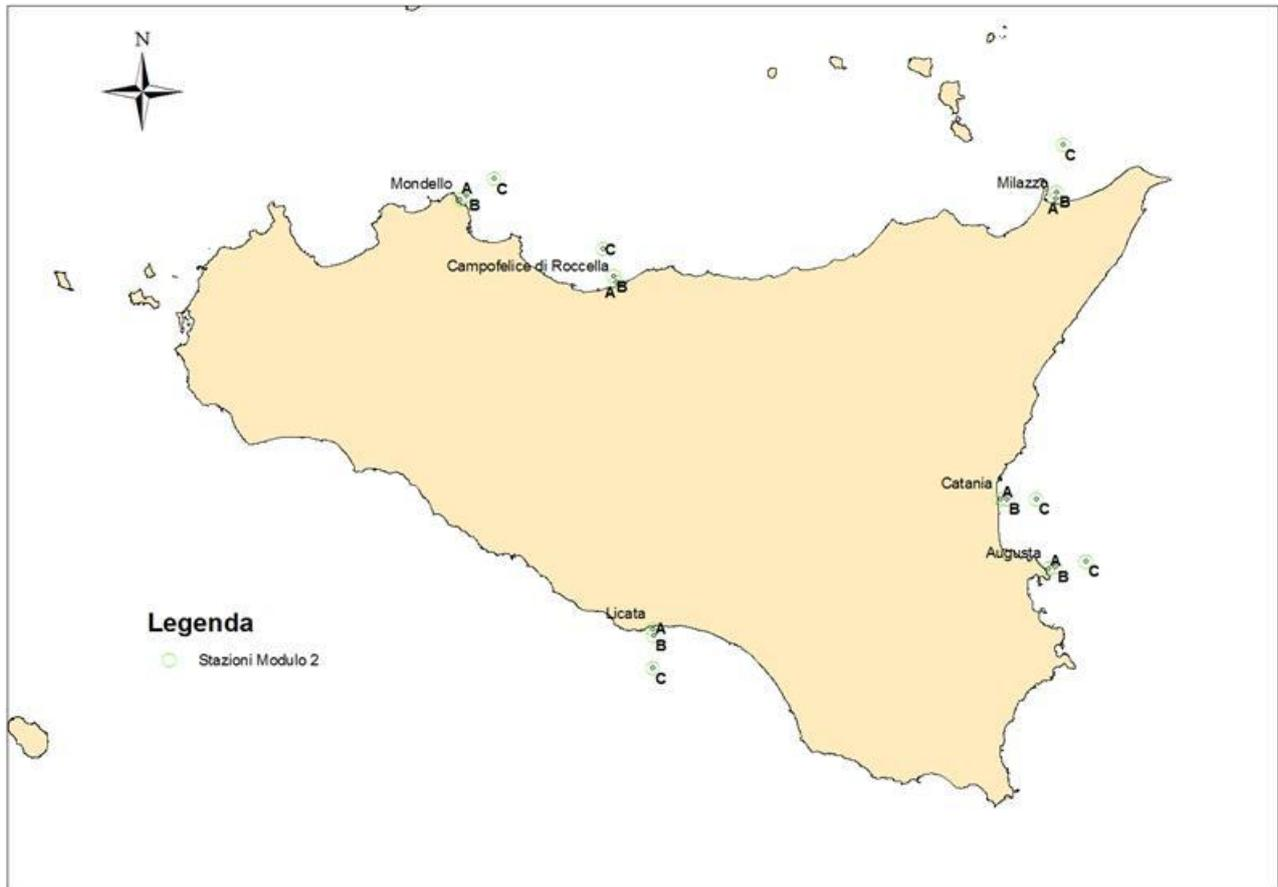 N
Mondello
A
B
C
Milazzo
C
B
A
C
Campofelice di Roccella
B
A
Catania
A
B
C
Augusta
A
B
C
Licata
A
B
C
Legenda
Stazioni Modulo 2